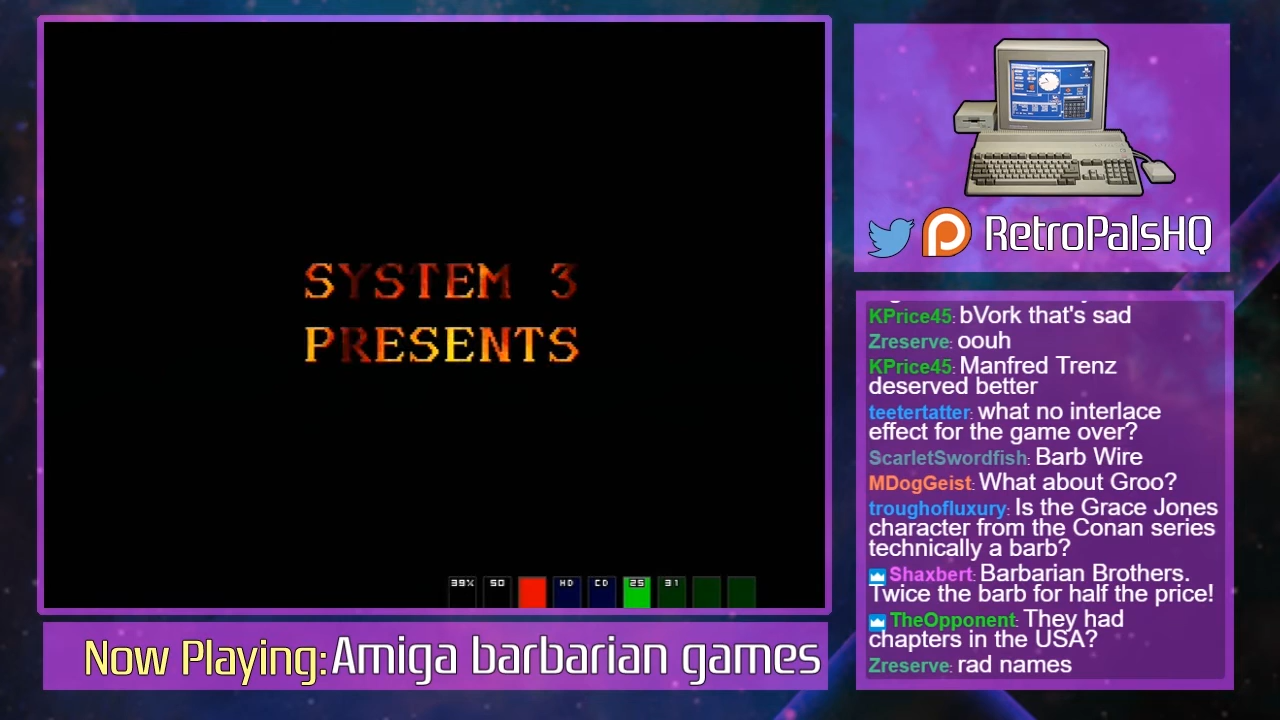 SYSTEM 3
PRESENTS
39% 50 HD CD 25 31
Now Playing: Amiga barbarian games
RetroPalsHQ
KPrice45: bVork that's sad
Zreserve: oouh
KPrice45: Manfred Trenz
deserved better
teetertatter: what no interlace
effect for the game over?
ScarletSwordfish: Barb Wire
MDogGeist: What about Groo?
troughofluxury: Is the Grace Jones
character from the Conan series
technically a barb?
Shaxbert: Barbarian Brothers.
Twice the barb for half the price!
TheOpponent: They had
chapters in the USA?
Zreserve: rad names